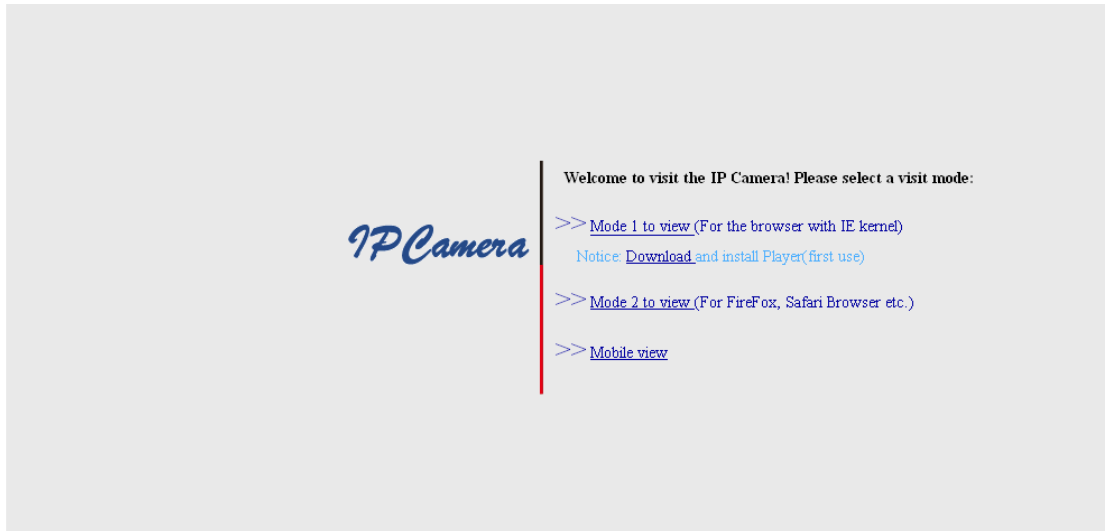 IPCamera
Welcome to visit the IP Camera! Please select a visit mode:
>> Mode 1 to view (For the browser with IE kernel)
Notice: Download and install Player(first use)
>> Mode 2 to view (For FireFox, Safari Browser etc.)
>> Mobile view